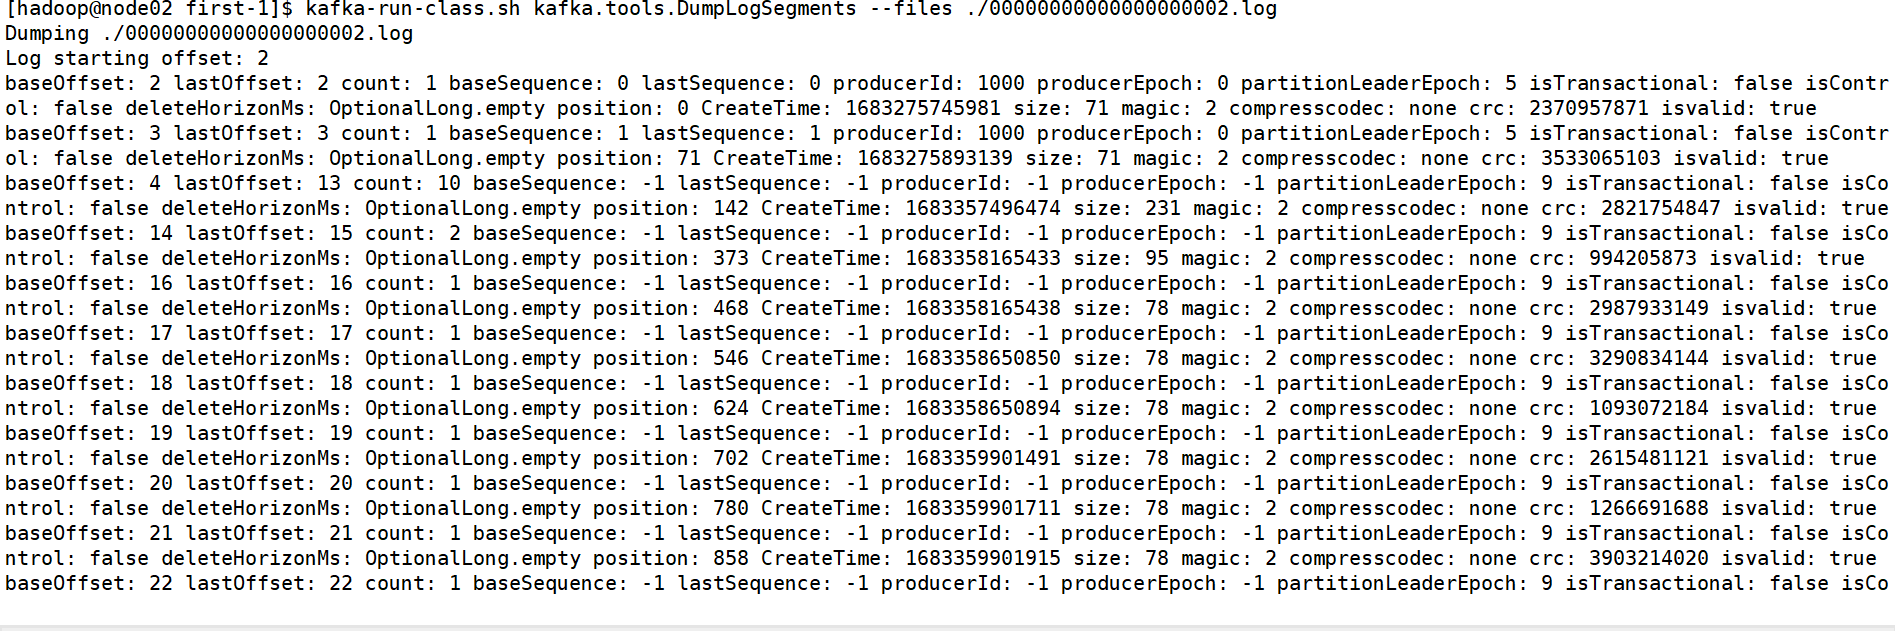 [hadoop@node02 first-1]$ kafka-run-class.sh kafka.tools.DumpLogSegments --files ./00000000000000000002.log
Dumping ./00000000000000000002.log
Log starting offset: 2
baseOffset: 2 lastOffset: 2 count: 1 baseSequence: 0 lastSequence: 0 producerId: 1000 producerEpoch: 0 partitionLeaderEpoch: 5 isTransactional: false isContr
ol: false deleteHorizonMs: OptionalLong.empty position: 0 CreateTime: 1683275745981 size: 71 magic: 2 compresscodec: none crc: 2370957871 isvalid: true
baseOffset: 3 lastOffset: 3 count: 1 baseSequence: 1 lastSequence: 1 producerId: 1000 producerEpoch: 0 partitionLeaderEpoch: 5 isTransactional: false isContr
ol: false deleteHorizonMs: OptionalLong.empty position: 71 CreateTime: 1683275893139 size: 71 magic: 2 compresscodec: none crc: 3533065103 isvalid: true
baseOffset: 4 lastOffset: 13 count: 10 baseSequence: -1 lastSequence: -1 producerId: -1 producerEpoch: -1 partitionLeaderEpoch: 9 isTransactional: false isCo
ntrol: false deleteHorizonMs: OptionalLong.empty position: 142 CreateTime: 1683357496474 size: 231 magic: 2 compresscodec: none crc: 2821754847 isvalid: true
baseOffset: 14 lastOffset: 15 count: 2 baseSequence: -1 lastSequence: -1 producerId: -1 producerEpoch: -1 partitionLeaderEpoch: 9 isTransactional: false isCo
ntrol: false deleteHorizonMs: OptionalLong.empty position: 373 CreateTime: 1683358165433 size: 95 magic: 2 compresscodec: none crc: 994205873 isvalid: true
baseOffset: 16 lastOffset: 16 count: 1 baseSequence: -1 lastSequence: -1 producerId: -1 producerEpoch: -1 partitionLeaderEpoch: 9 isTransactional: false isCo
ntrol: false deleteHorizonMs: OptionalLong.empty position: 468 CreateTime: 1683358165438 size: 78 magic: 2 compresscodec: none crc: 2987933149 isvalid: true
baseOffset: 17 lastOffset: 17 count: 1 baseSequence: -1 lastSequence: -1 producerId: -1 producerEpoch: -1 partitionLeaderEpoch: 9 isTransactional: false isCo
ntrol: false deleteHorizonMs: OptionalLong.empty position: 546 CreateTime: 1683358650850 size: 78 magic: 2 compresscodec: none crc: 3290834144 isvalid: true
baseOffset: 18 lastOffset: 18 count: 1 baseSequence: -1 lastSequence: -1 producerId: -1 producerEpoch: -1 partitionLeaderEpoch: 9 isTransactional: false isCo
ntrol: false deleteHorizonMs: OptionalLong.empty position: 624 CreateTime: 1683358650894 size: 78 magic: 2 compresscodec: none crc: 1093072184 isvalid: true
baseOffset: 19 lastOffset: 19 count: 1 baseSequence: -1 lastSequence: -1 producerId: -1 producerEpoch: -1 partitionLeaderEpoch: 9 isTransactional: false isCo
ntrol: false deleteHorizonMs: OptionalLong.empty position: 702 CreateTime: 1683359901491 size: 78 magic: 2 compresscodec: none crc: 2615481121 isvalid: true
baseOffset: 20 lastOffset: 20 count: 1 baseSequence: -1 lastSequence: -1 producerId: -1 producerEpoch: -1 partitionLeaderEpoch: 9 isTransactional: false isCo
ntrol: false deleteHorizonMs: OptionalLong.empty position: 780 CreateTime: 1683359901711 size: 78 magic: 2 compresscodec: none crc: 1266691688 isvalid: true
baseOffset: 21 lastOffset: 21 count: 1 baseSequence: -1 lastSequence: -1 producerId: -1 producerEpoch: -1 partitionLeaderEpoch: 9 isTransactional: false isCo
ntrol: false deleteHorizonMs: OptionalLong.empty position: 858 CreateTime: 1683359901915 size: 78 magic: 2 compresscodec: none crc: 3903214020 isvalid: true
baseOffset: 22 lastOffset: 22 count: 1 baseSequence: -1 lastSequence: -1 producerId: -1 producerEpoch: -1 partitionLeaderEpoch: 9 isTransactional: false isCo